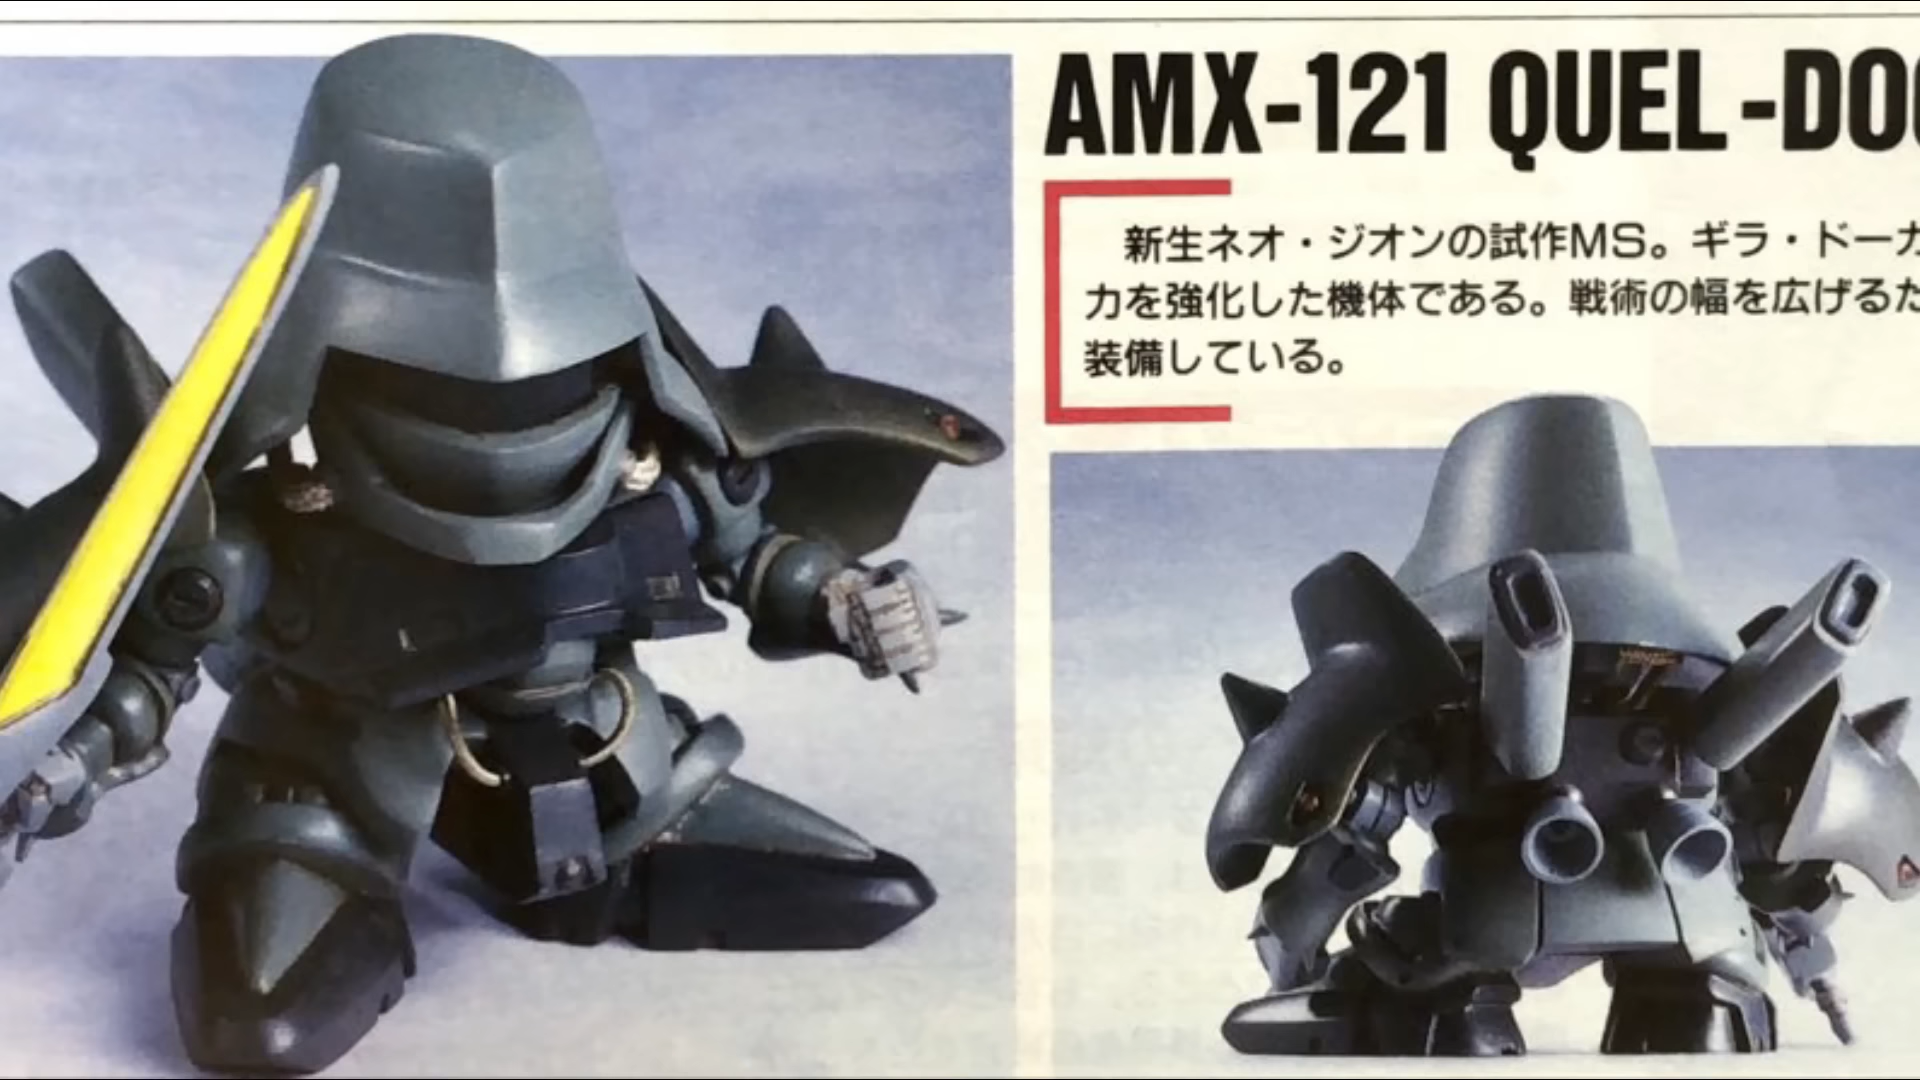 AMX-121 QUEL-DO
新生ネオ・ジオンの試作MS。ギラ・ドーガ
力を強化した機体である。戦術の幅を広げるた
装備している。